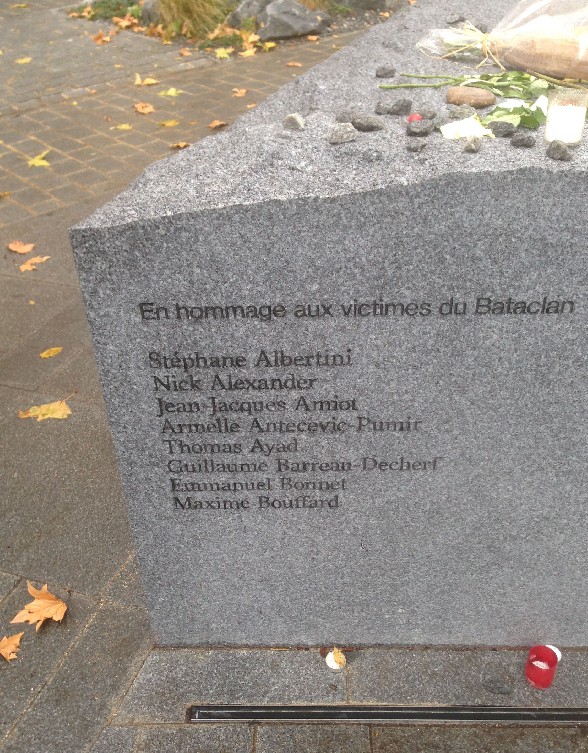 En hommage aux victimes du Bataclan
Stéphane Albertini
Nick Alexander
Jean-Jacques Amiot
Armelle Antecevic-Pumir
Thomas Ayad
Guillaume Barreau-Decherf
Emmanuel Bonnet
Maxime Bouffard